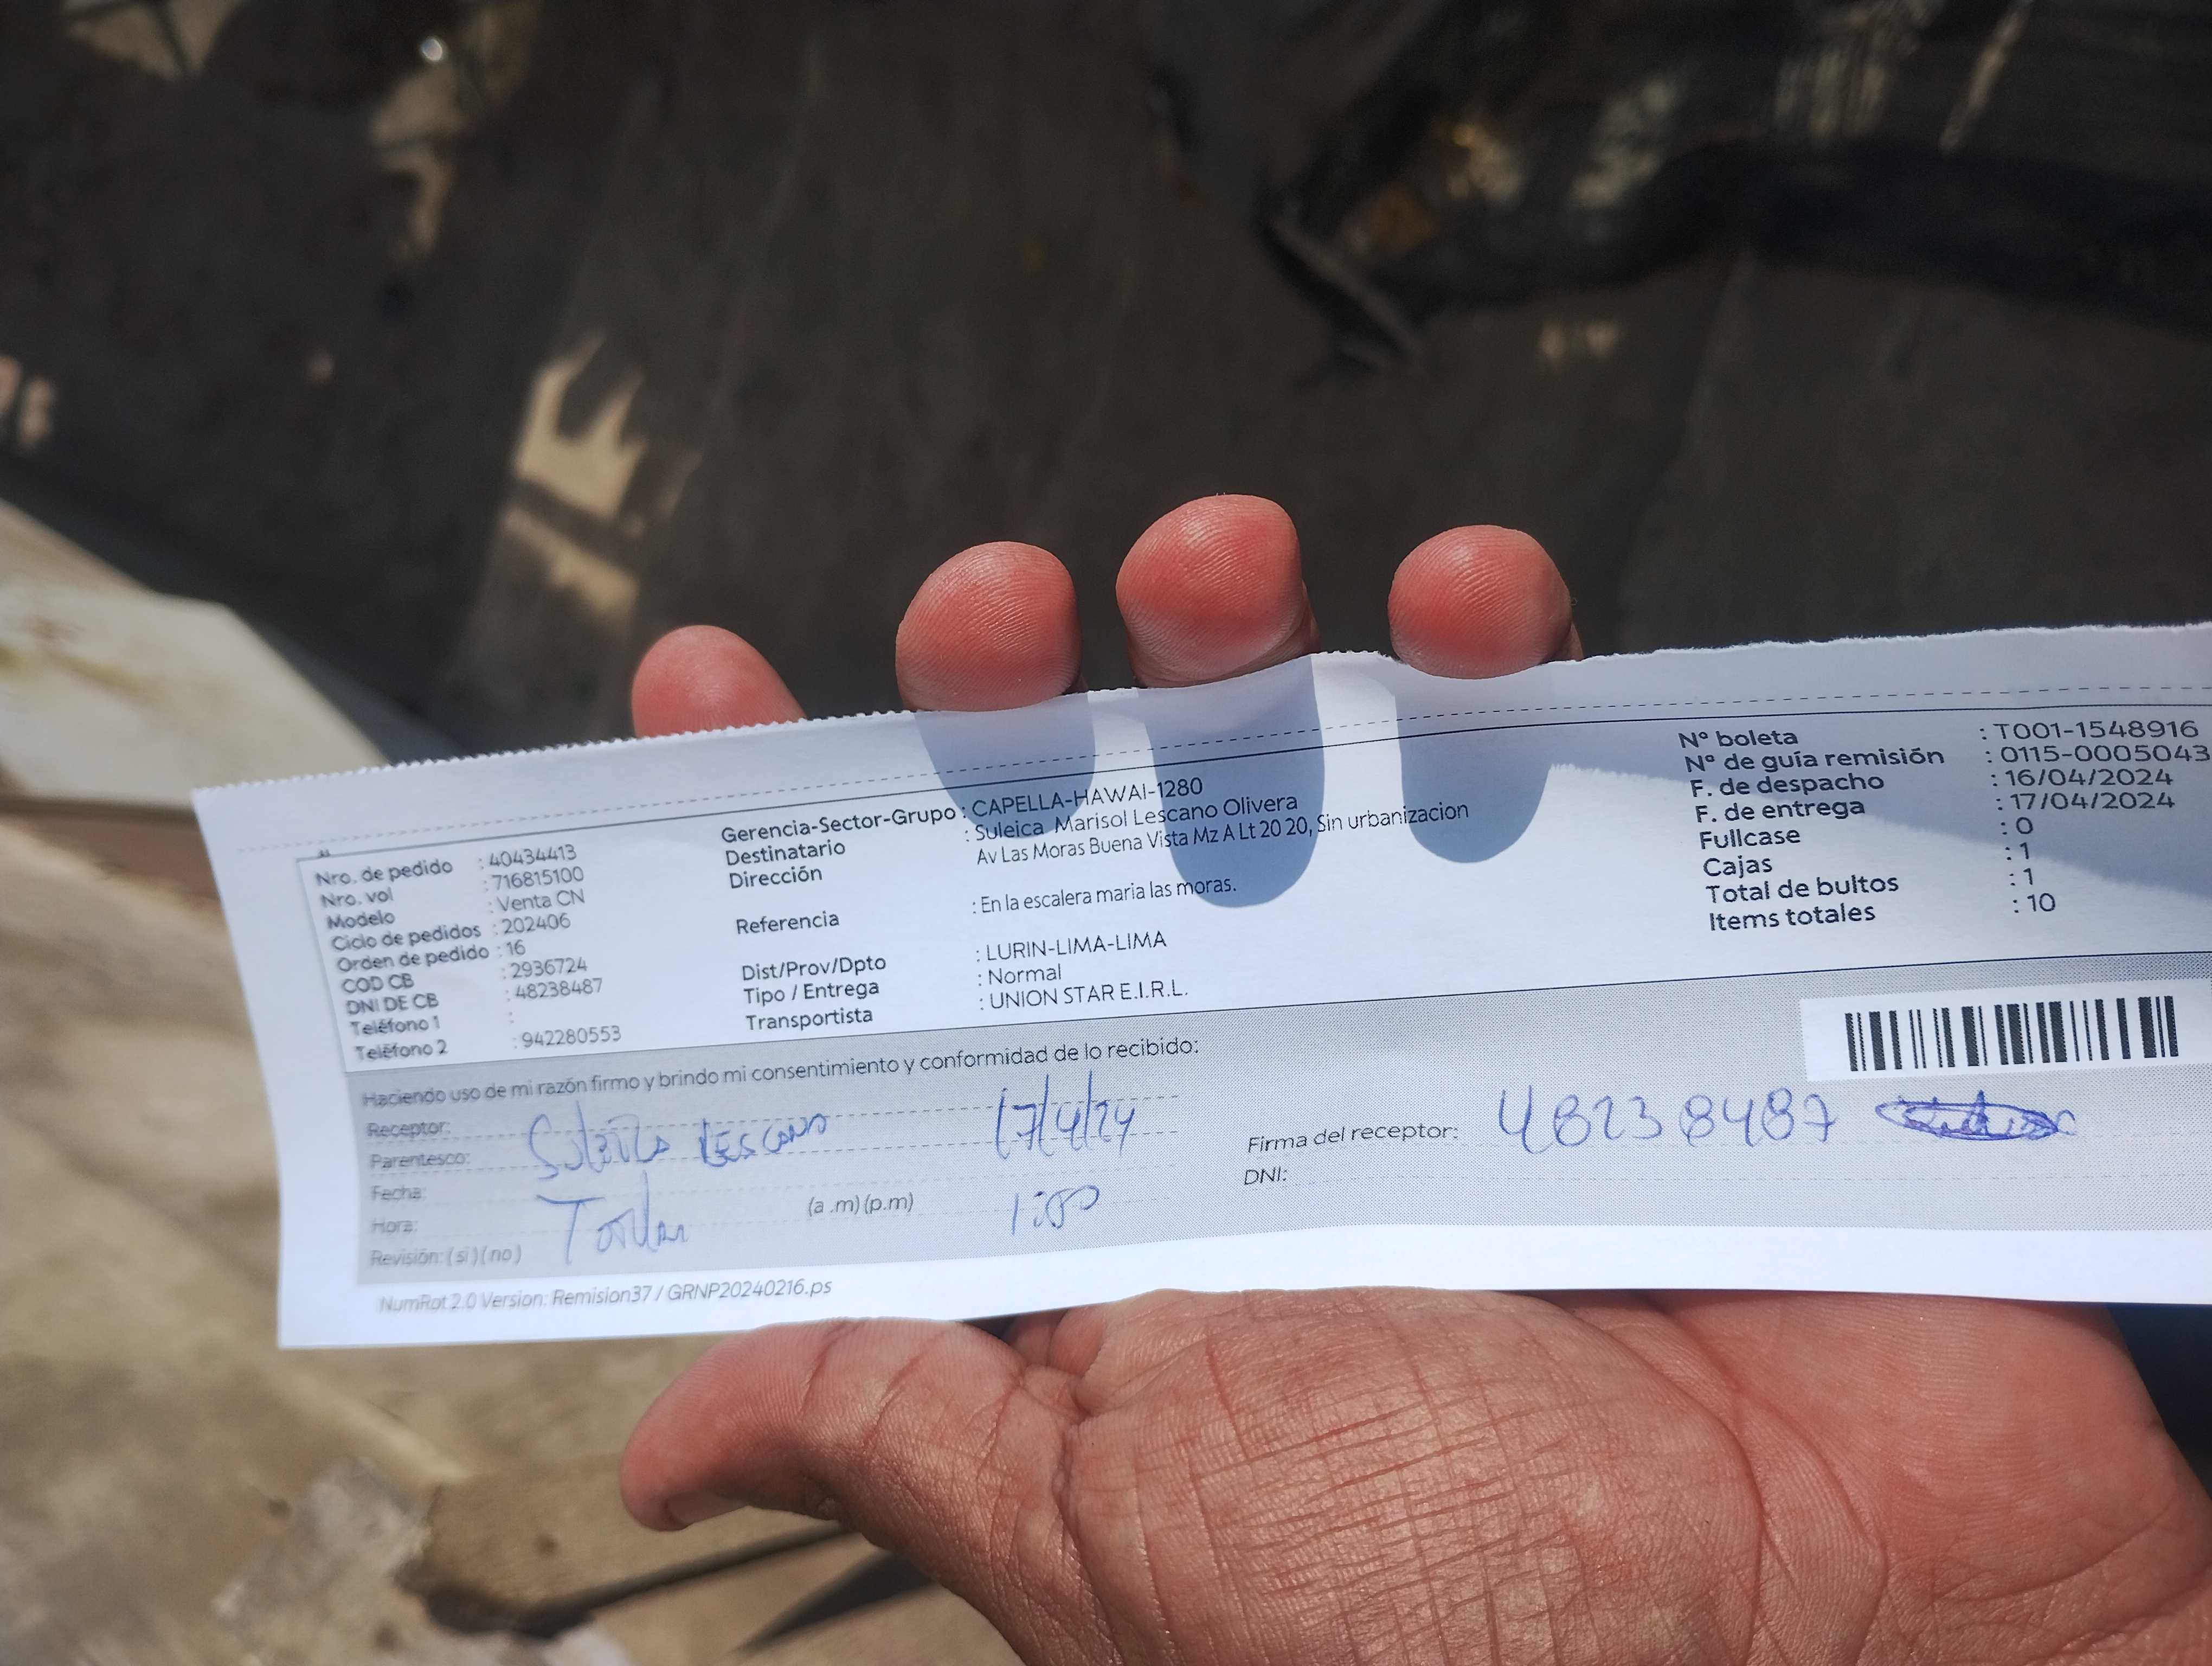 Nro. de pedido : 40434413
Nro. vol : 716815100
Modelo : Venta CN
Ciclo de pedidos : 202406
Orden de pedido : 16
COD CB : 2936724
DNI DE CB : 48238487
Teléfono 1 :
Teléfono 2 : 942280553
Gerencia-Sector-Grupo : CAPELLA-HAWAI-1280
Destinatario : Suleica Marisol Lescano Olivera
Dirección Av Las Moras Buena Vista Mz A Lt 20 20, Sin urbanizacion
Referencia : En la escalera maria las moras.
Dist/Prov/Dpto : LURIN-LIMA-LIMA
Tipo / Entrega : Normal
Transportista : UNION STAR E.I.R.L.
N° boleta : T001-1548916
N° de guía remisión : 0115-0005043
F. de despacho : 16/04/2024
F. de entrega : 17/04/2024
Fullcase : 0
Cajas : 1
Total de bultos : 1
Items totales : 10
Haciendo uso de mi razón firmo y brindo mi consentimiento y conformidad de lo recibido:
Receptor:
Parentesco: Suleica Lescano 17/4/24
Fecha:
Hora: (a .m) (p.m)
Revisión: ( si ) ( no )
Firma del receptor: 48238487
DNI:
NumRot 2.0 Version: Remision37 / GRNP20240216.ps